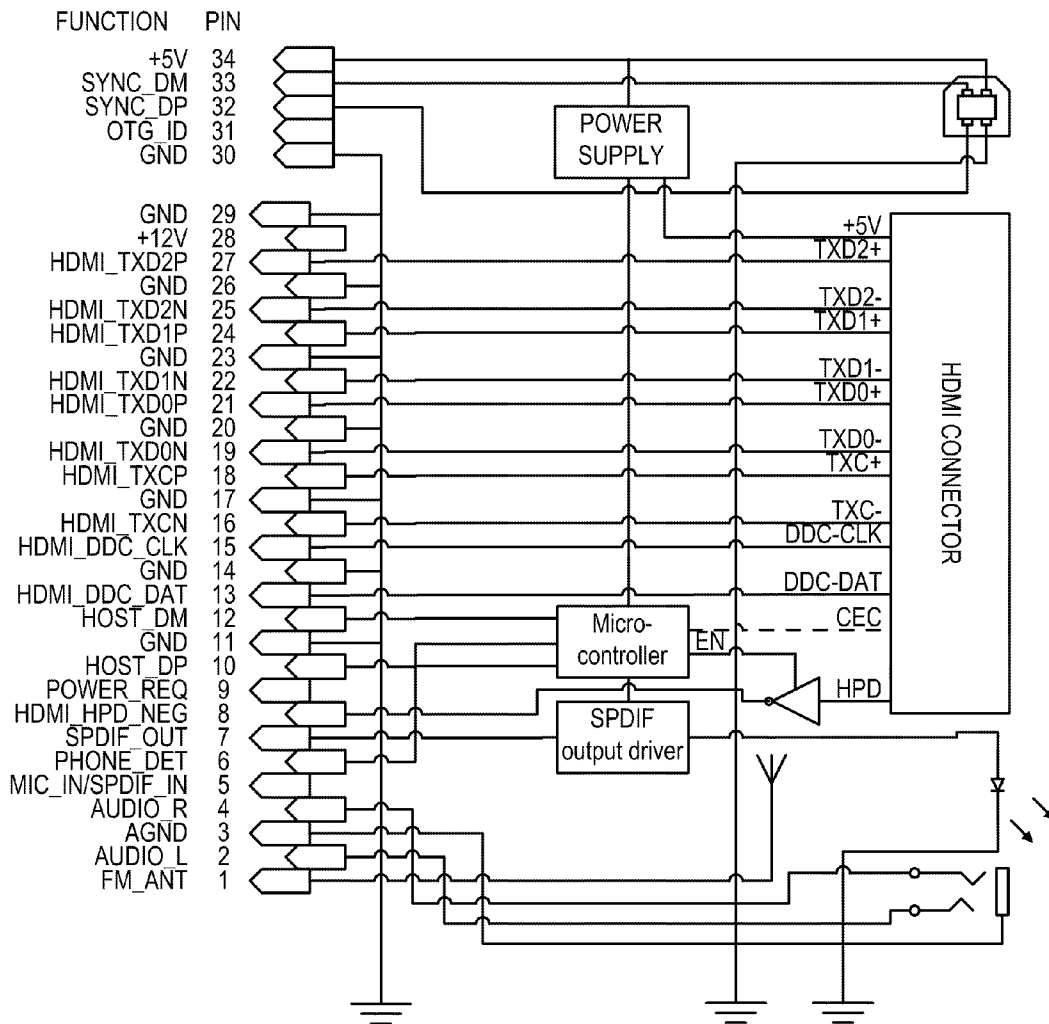 FUNCTION PIN
+5V 34
SYNC_DM 33
SYNC_DP 32
OTG_ID 31
GND 30
GND 29
+12V 28
HDMI_TXD2P 27
GND 26
HDMI_TXD2N 25
HDMI_TXD1P 24
GND 23
HDMI_TXD1N 22
HDMI_TXD0P 21
GND 20
HDMI_TXD0N 19
HDMI_TXCP 18
GND 17
HDMI_TXCN 16
HDMI_DDC_CLK 15
GND 14
HDMI_DDC_DAT 13
HOST_DM 12
GND 11
HOST_DP 10
POWER_REQ 9
HDMI_HPD_NEG 8
SPDIF_OUT 7
PHONE_DET 6
MIC_IN/SPDIF_IN 5
AUDIO_R 4
AGND 3
AUDIO_L 2
FM_ANT 1
POWER
SUPPLY
Micro-
controller
EN
SPDIF
output driver
+5V
TXD2+
TXD2-
TXD1+
TXD1-
TXD0+
TXD0-
TXC+
TXC-
DDC-CLK
DDC-DAT
CEC
HPD
HDMI CONNECTOR